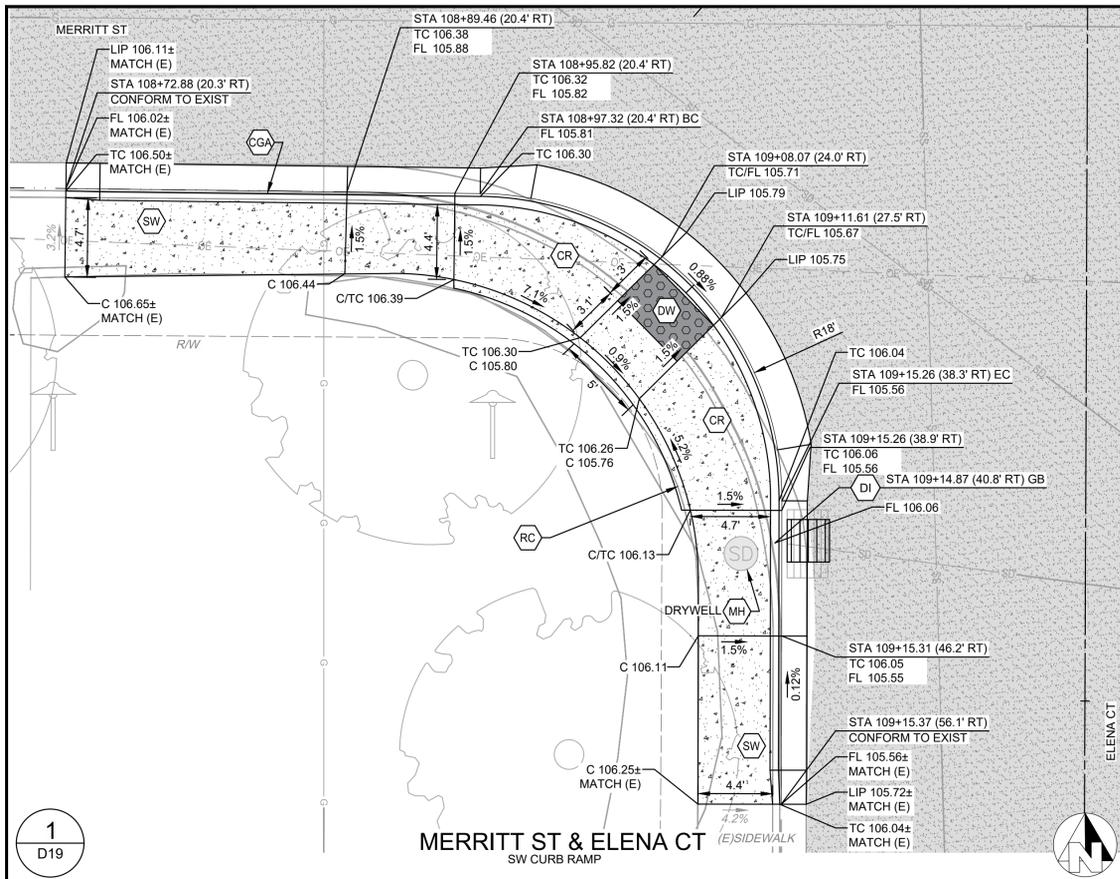 MERRITT ST
LIP 106.11±
MATCH (E)
STA 108+72.88 (20.3' RT)
CONFORM TO EXIST
FL 106.02±
MATCH (E)
TC 106.50±
MATCH (E)
CGA
STA 108+89.46 (20.4' RT)
TC 106.38
FL 105.88
STA 108+95.82 (20.4' RT)
TC 106.32
FL 105.82
STA 108+97.32 (20.4' RT) BC
FL 105.81
TC 106.30
STA 109+08.07 (24.0' RT)
TC/FL 105.71
LIP 105.79
STA 109+11.61 (27.5' RT)
TC/FL 105.67
LIP 105.75
3.2%
4.7'
SW
1.5%
4.4'
1.5%
CR
3'
0.88%
DW
3.1'
1.5%
1.5%
C 106.65±
MATCH (E)
C 106.44
C/TC 106.39
7.1%
R/W
R18'
TC 106.30
C 105.80
0.9%
5'
TC 106.04
STA 109+15.26 (38.3' RT) EC
FL 105.56
CR
TC 106.26
C 105.76
5.2%
STA 109+15.26 (38.9' RT)
TC 106.06
FL 105.56
DI
STA 109+14.87 (40.8' RT) GB
FL 106.06
1.5%
4.7'
RC
C/TC 106.13
SD
DRYWELL
MH
C 106.11
1.5%
STA 109+15.31 (46.2' RT)
TC 106.05
FL 105.55
0.12%
SW
STA 109+15.37 (56.1' RT)
CONFORM TO EXIST
FL 105.56±
MATCH (E)
LIP 105.72±
MATCH (E)
TC 106.04±
MATCH (E)
C 106.25±
MATCH (E)
4.4'
4.2%
(E)SIDEWALK
ELENA CT
1
D19
MERRITT ST & ELENA CT
SW CURB RAMP
N